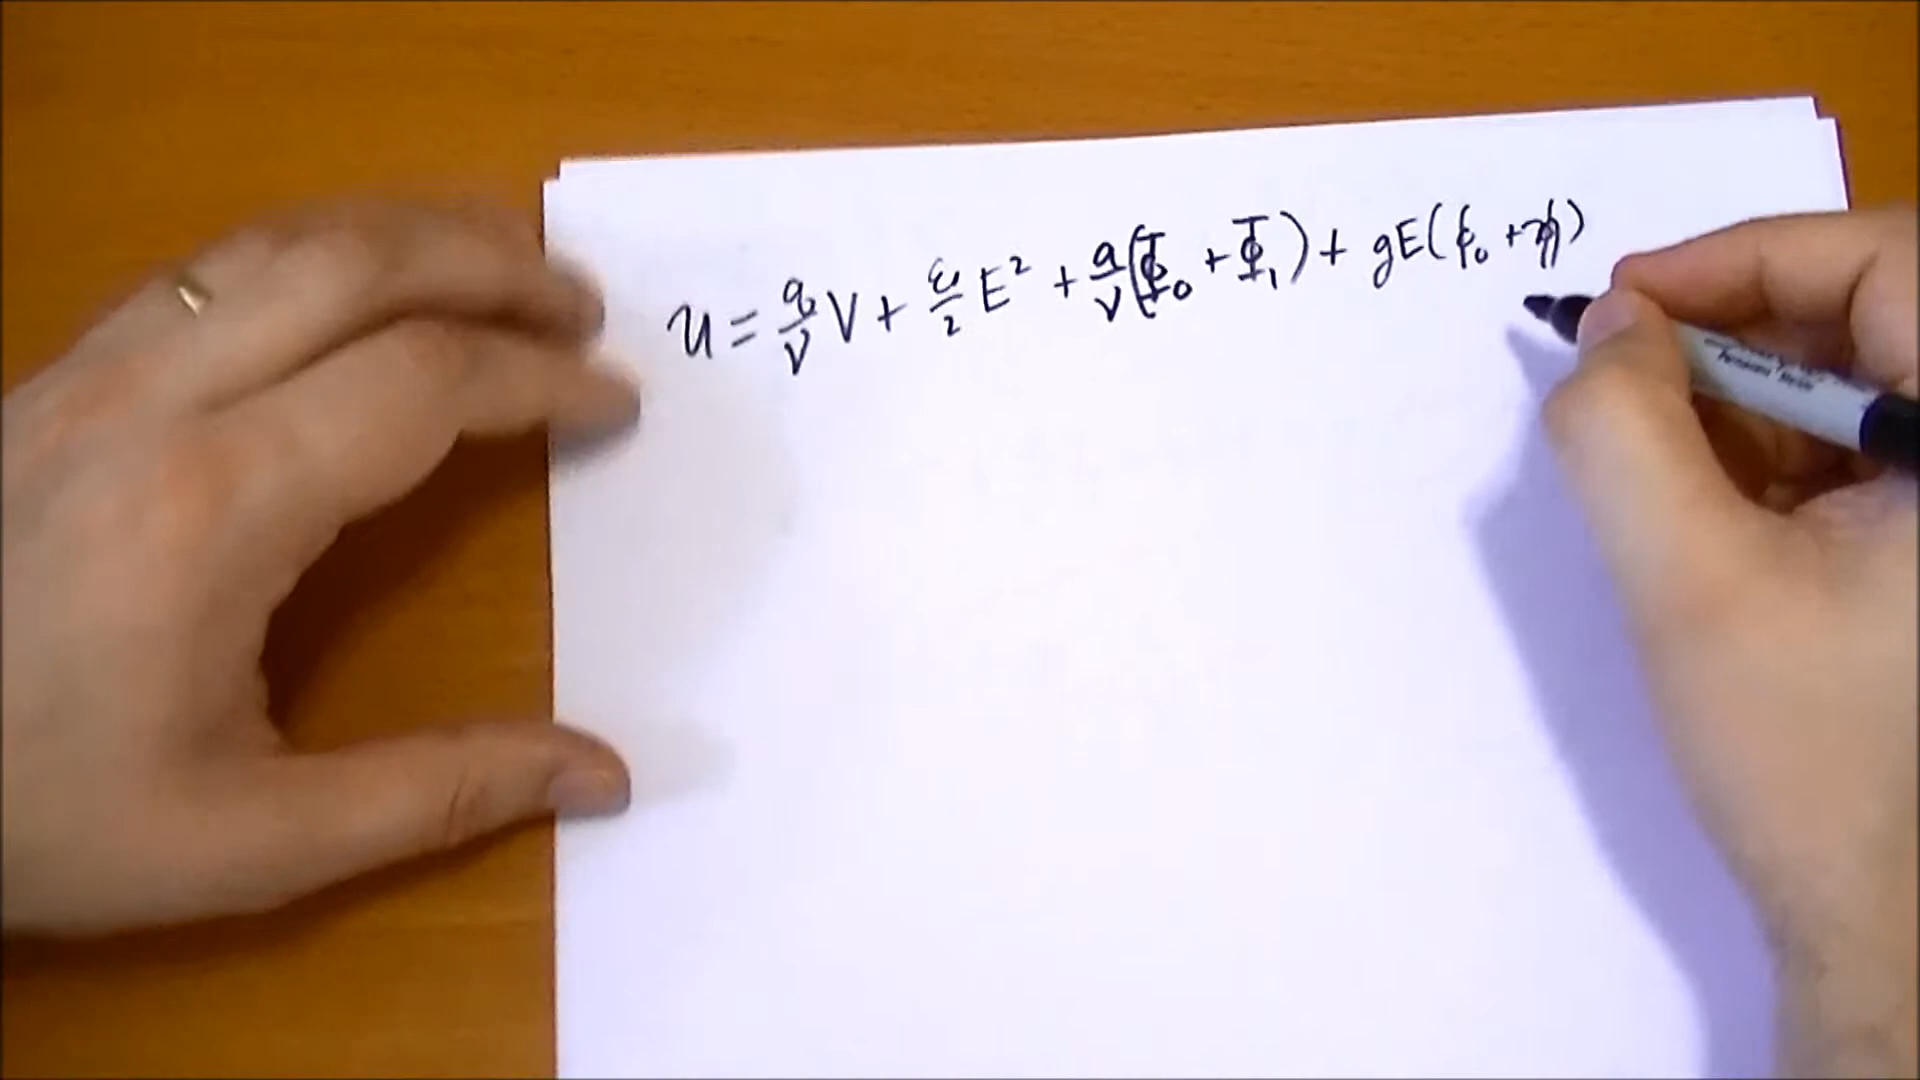 u = q/V V + ε/2 E² + q/V (Φ₀ + Φ₁) + gE(